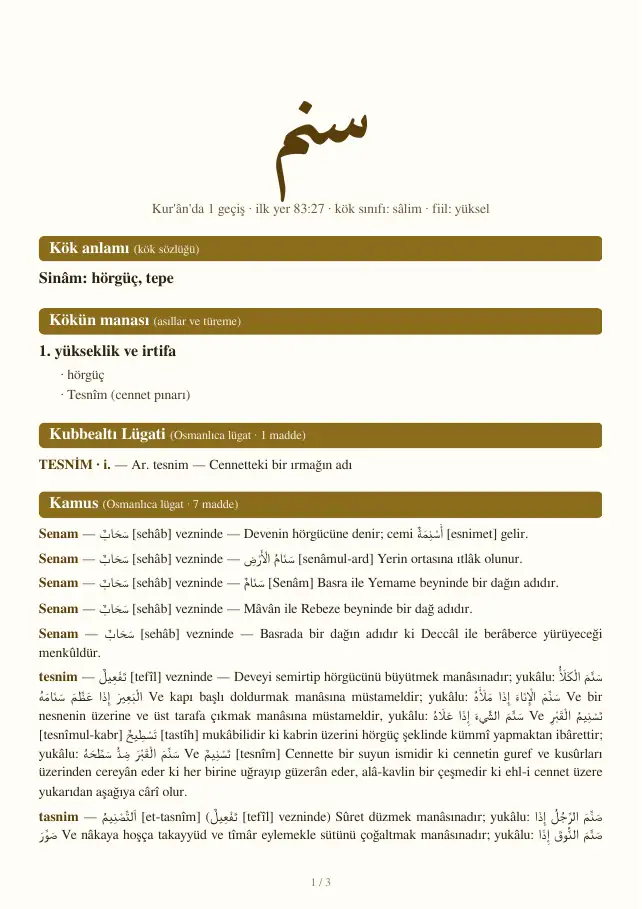 سنم
Kur'ân'da 1 geçiş · ilk yer 83:27 · kök sınıfı: sâlim · fiil: yüksel
Kök anlamı (kök sözlüğü)
Sinâm: hörgüç, tepe
Kökün manası (asıllar ve türeme)
1. yükseklik ve irtifa
· hörgüç
· Tesnîm (cennet pınarı)
Kubbealtı Lügati (Osmanlıca lügat · 1 madde)
TESNİM · i. — Ar. tesnim — Cennetteki bir ırmağın adı
Kamus (Osmanlıca lügat · 7 madde)
Senam — سَحَابٌ [sehâb] vezninde — Devenin hörgücüne denir; cemi أَسْنِمَةٌ [esnimet] gelir.
Senam — سَحَابٌ [sehâb] vezninde — سَنَامُ الْأَرْضِ [senâmul-ard] Yerin ortasına ıtlâk olunur.
Senam — سَحَابٌ [sehâb] vezninde — سَنَامٌ [Senâm] Basra ile Yemame beyninde bir dağın adıdır.
Senam — سَحَابٌ [sehâb] vezninde — Mâvân ile Rebeze beyninde bir dağ adıdır.
Senam — سَحَابٌ [sehâb] vezninde — Basrada bir dağın adıdır ki Deccâl ile berâberce yürüyeceği
menkûldür.
tesnim — تَفْعِيلٌ [tefîl] vezninde — Deveyi semirtip hörgücünü büyütmek manâsınadır; yukâlu: سَنَّمَ الْكَلَأُ
الْبَعِيرَ إِذَا عَظَّمَ سَنَامَهُ Ve kapı başlı doldurmak manâsına müstameldir; yukâlu: سَنَّمَ الْإِنَاءَ إِذَا مَلَأَهُ Ve bir
nesnenin üzerine ve üst tarafa çıkmak manâsına müstameldir, yukâlu: سَنَّمَ الشَّيْءَ إِذَا عَلَاهُ Ve تَسْنِيمُ الْقَبْرِ
[tesnîmul-kabr] تَسْطِيحٌ [tastîh] mukâbilidir ki kabrin üzerini hörgüç şeklinde kümmî yapmaktan ibârettir;
yukâlu: سَنَّمَ الْقَبْرَ ضِدُّ سَطَّحَهُ Ve تَسْنِيمٌ [tesnîm] Cennette bir suyun ismidir ki cennetin guref ve kusûrları
üzerinden cereyân eder ki her birine uğrayıp güzerân eder, alâ-kavlin bir çeşmedir ki ehl-i cennet üzere
yukarıdan aşağıya cârî olur.
tasnim — اَلتَّصْنِيمُ [et-tasnîm] (تَفْعِيلٌ [tefîl] vezninde) Sûret düzmek manâsınadır; yukâlu: صَنَّمَ الرَّجُلُ إِذَا
صَوَّرَ Ve nâkaya hoşça takayyüd ve tîmâr eylemekle sütünü çoğaltmak manâsınadır; yukâlu: صَنَّمَ النُّوقَ إِذَا
1 / 3